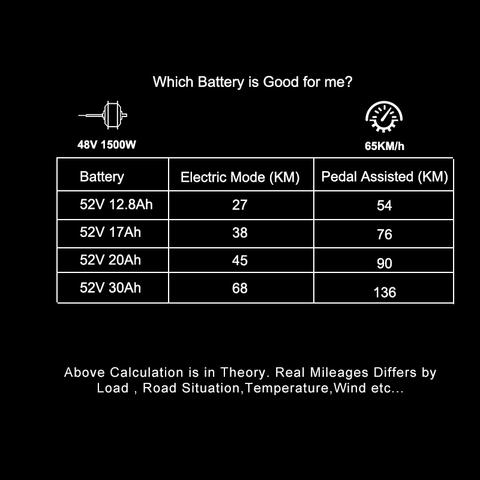 Which Battery is Good for me?
48V 1500W
65KM/h
Battery Electric Mode (KM) Pedal Assisted (KM)
52V 12.8Ah 27 54
52V 17Ah 38 76
52V 20Ah 45 90
52V 30Ah 68 136
Above Calculation is in Theory. Real Mileages Differs by
Load , Road Situation,Temperature,Wind etc...